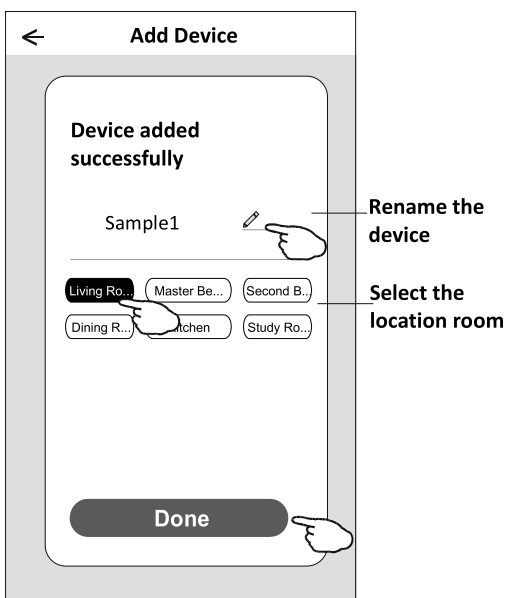 Add Device
Device added
successfully
Sample1
Rename the
device
Living Ro...
Master Be...
Second B..
Select the
location room
Dining R...
itchen
Study Ro...
Done